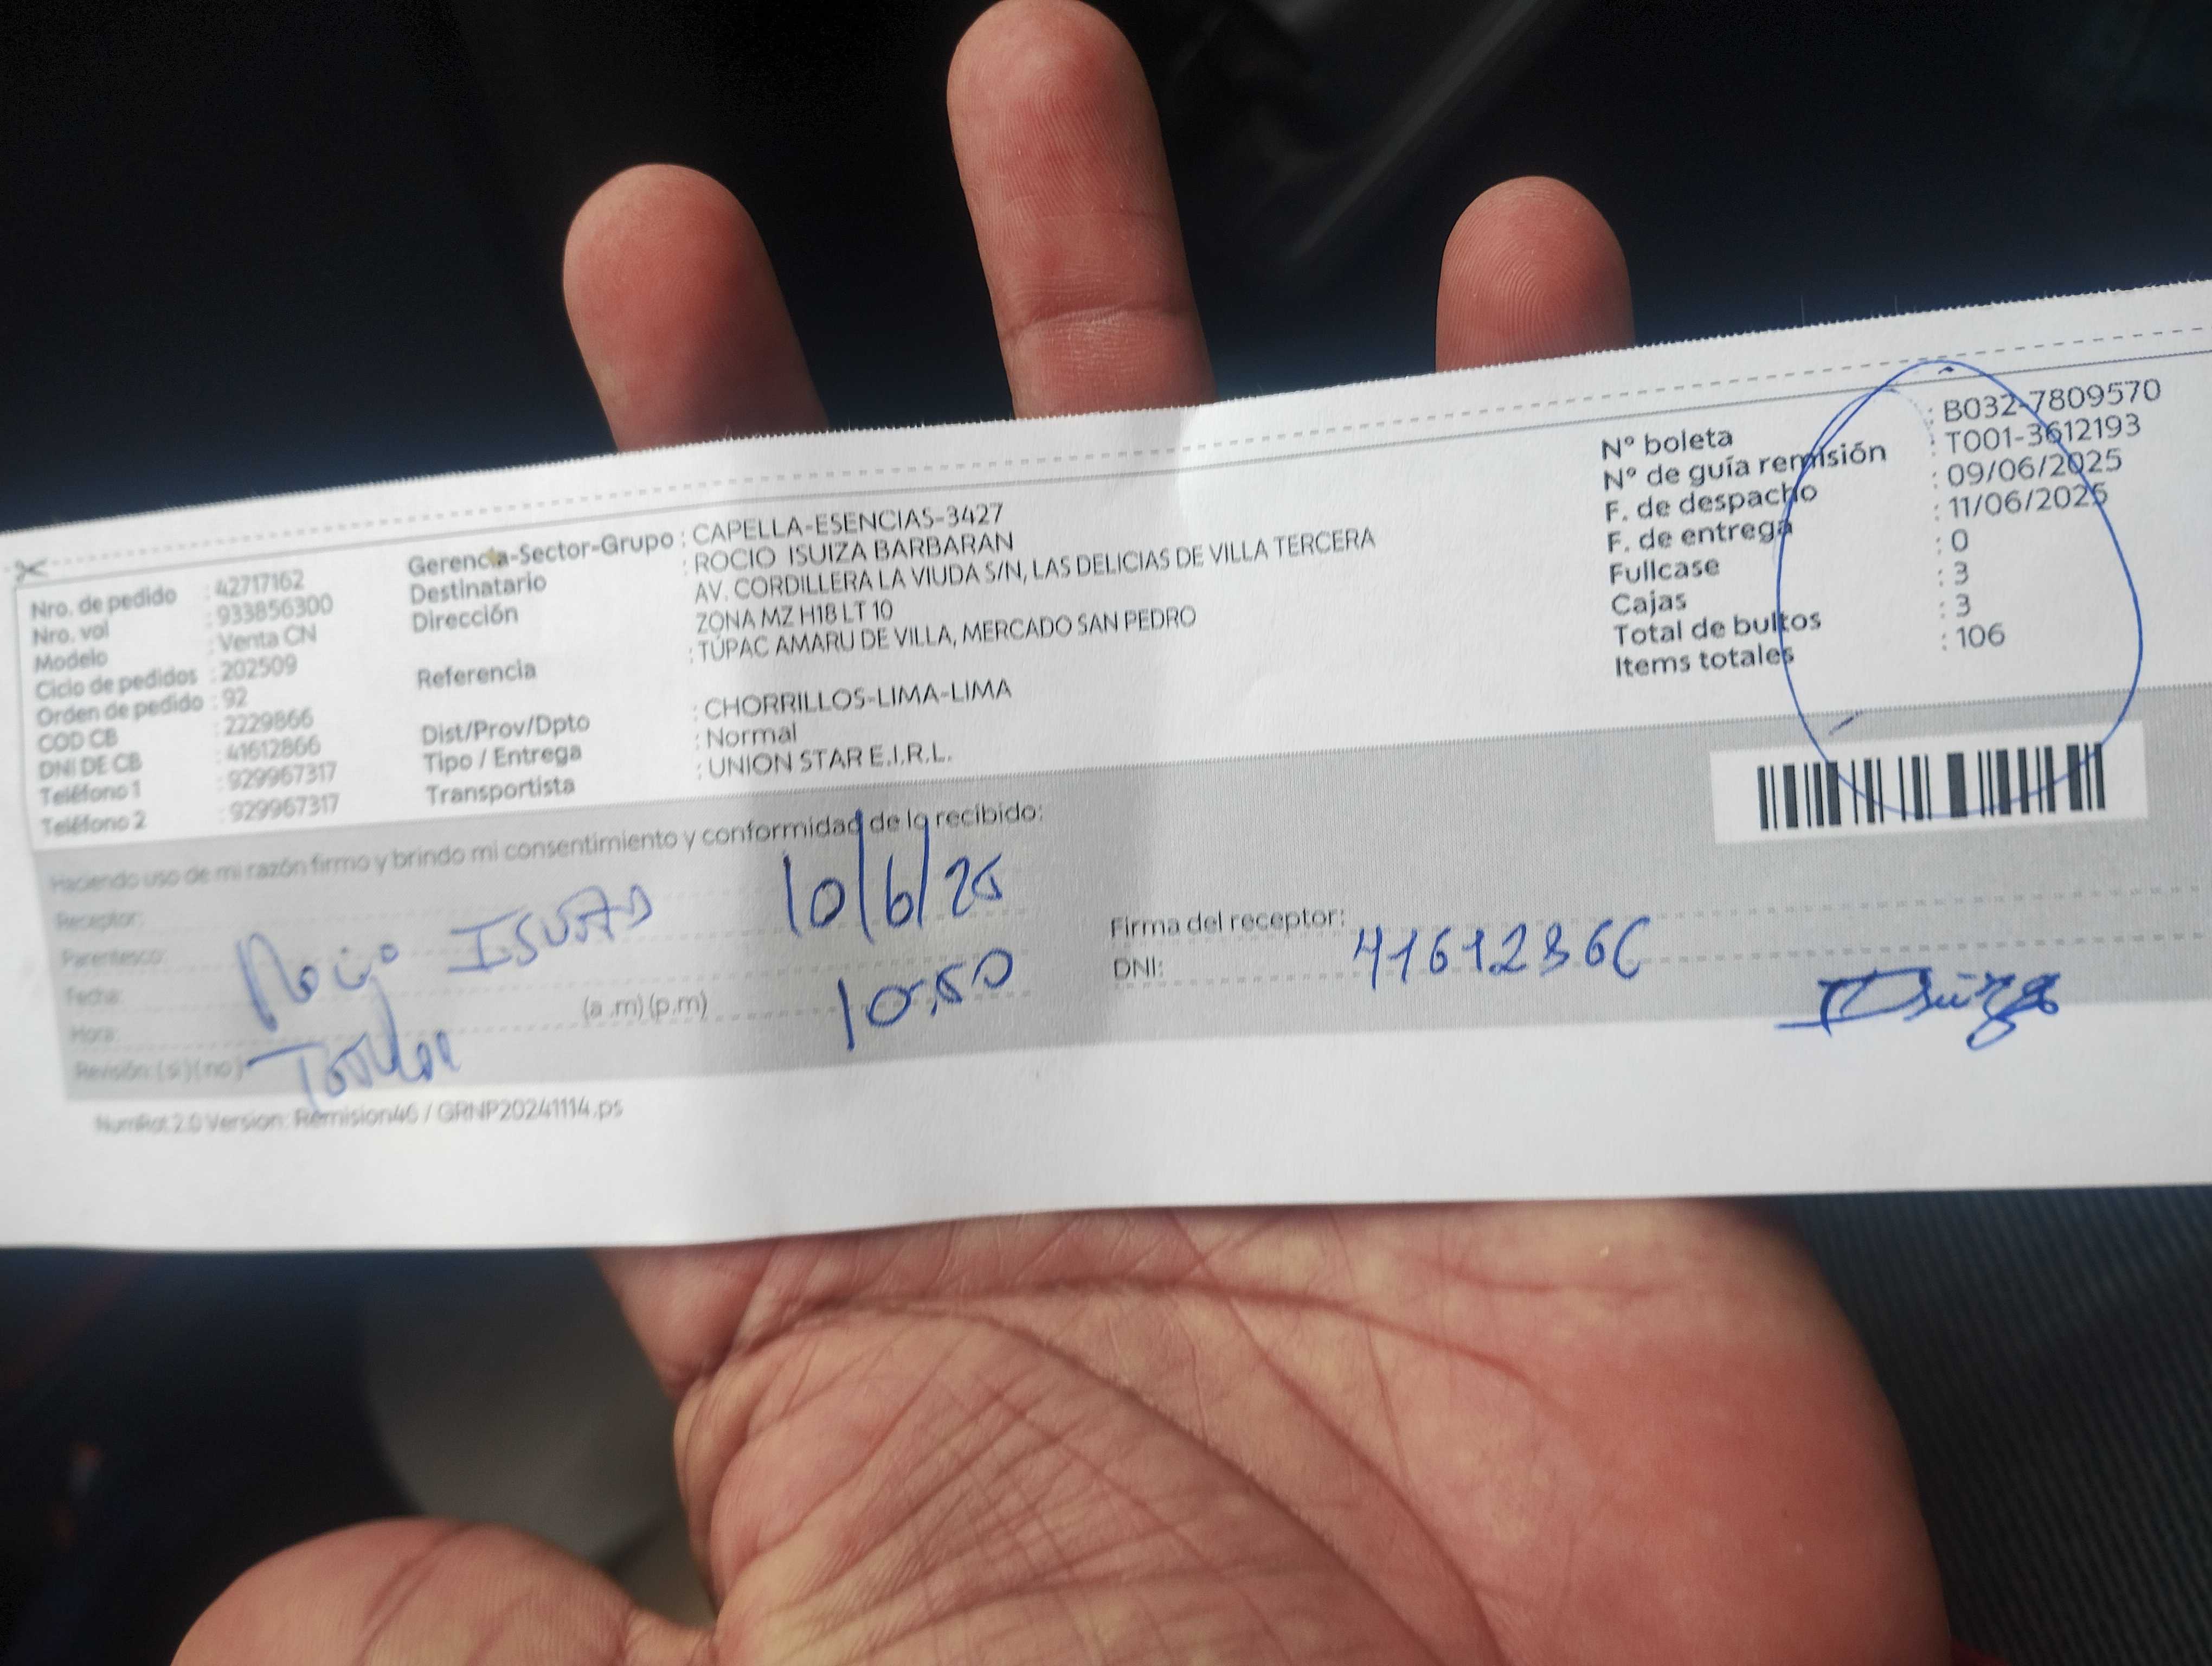 Nro. de pedido : 42717162
Nro. vol : 933856300
Modelo : Venta CN
Ciclo de pedidos : 202509
Orden de pedido : 92
COD CB : 2229866
DNI DE CB : 41612866
Teléfono 1 : 929967317
Teléfono 2 : 929967317
Gerencia-Sector-Grupo : CAPELLA-ESENCIAS-3427
Destinatario : ROCIO ISUIZA BARBARAN
Dirección : AV. CORDILLERA LA VIUDA S/N, LAS DELICIAS DE VILLA TERCERA
ZONA MZ H18 LT 10
Referencia : TÚPAC AMARU DE VILLA, MERCADO SAN PEDRO
Dist/Prov/Dpto : CHORRILLOS-LIMA-LIMA
Tipo / Entrega : Normal
Transportista : UNION STAR E.I.R.L.
N° boleta : B032-7809570
N° de guía remisión : T001-3612193
F. de despacho : 09/06/2025
F. de entrega : 11/06/2025
Fullcase : 0
Cajas : 3
Total de bultos : 3
Items totales : 106
Haciendo uso de mi razón firmo y brindo mi consentimiento y conformidad de lo recibido:
Receptor:
Parentesco:
Fecha: 10/6/25
Hora: (a .m) (p.m) 10:50
Revisión: (si) (no)
Firma del receptor:
DNI: 41612866
NumRot 2.0 Version: Remision46 / GRNP20241114.ps